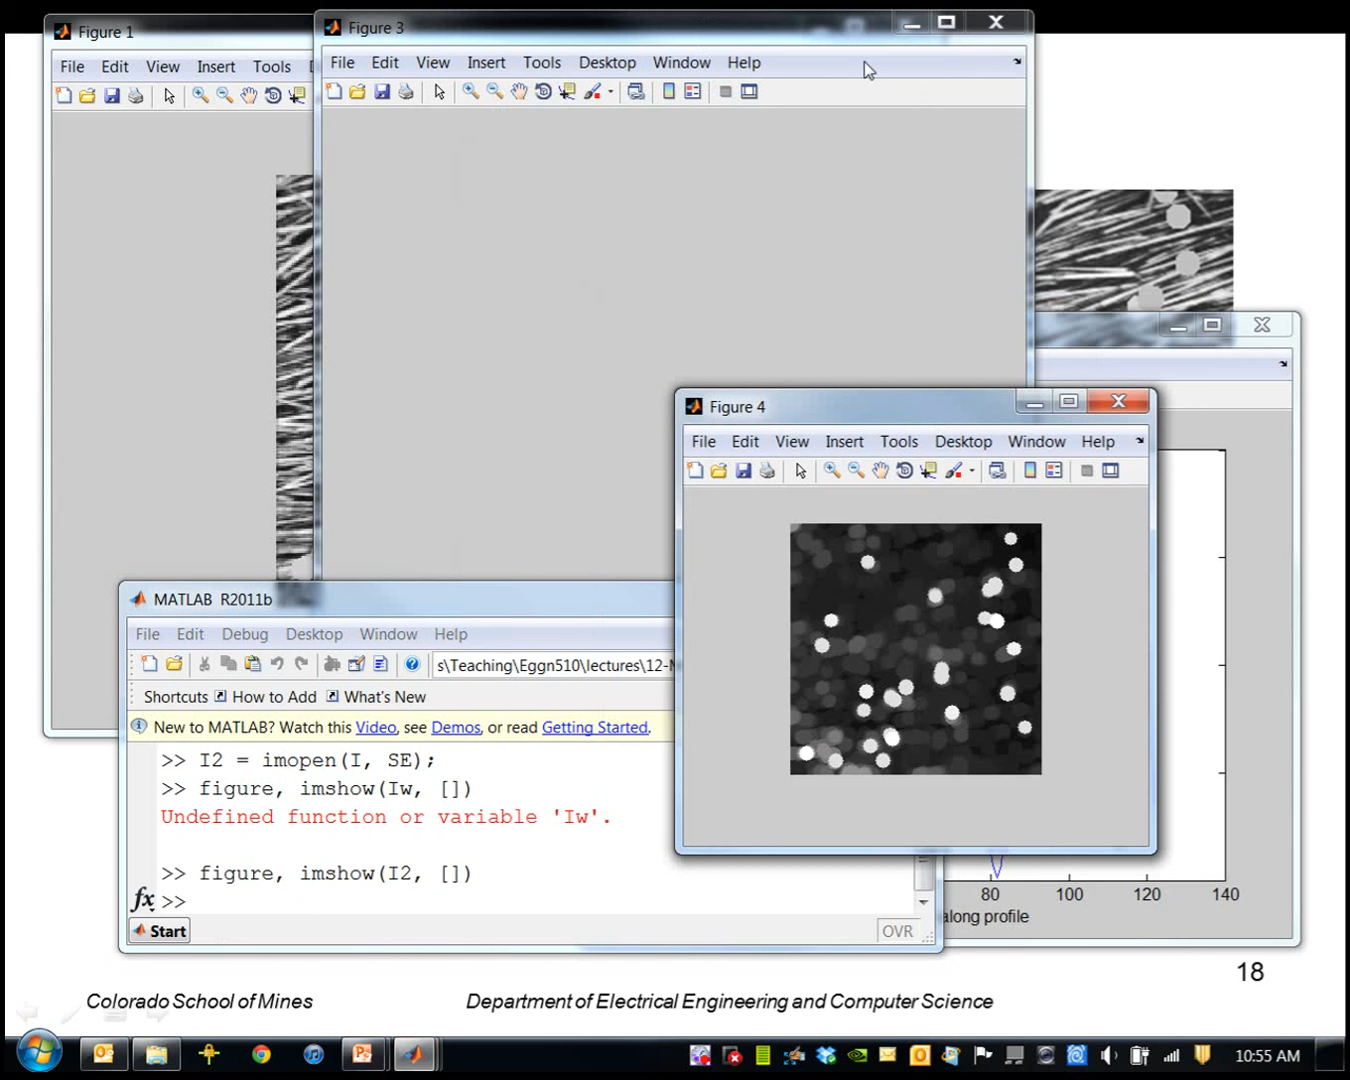 Figure 1
File Edit View Insert Tools
Figure 3
File Edit View Insert Tools Desktop Window Help
Figure 4
File Edit View Insert Tools Desktop Window Help
MATLAB R2011b
File Edit Debug Desktop Window Help
s\Teaching\Eggn510\lectures\12-
Shortcuts How to Add What's New
New to MATLAB? Watch this Video, see Demos, or read Getting Started.
>> I2 = imopen(I, SE);
>> figure, imshow(Iw, [])
Undefined function or variable 'Iw'.
>> figure, imshow(I2, [])
fx >>
Start
OVR
80 100 120 140
along profile
18
Colorado School of Mines
Department of Electrical Engineering and Computer Science
10:55 AM